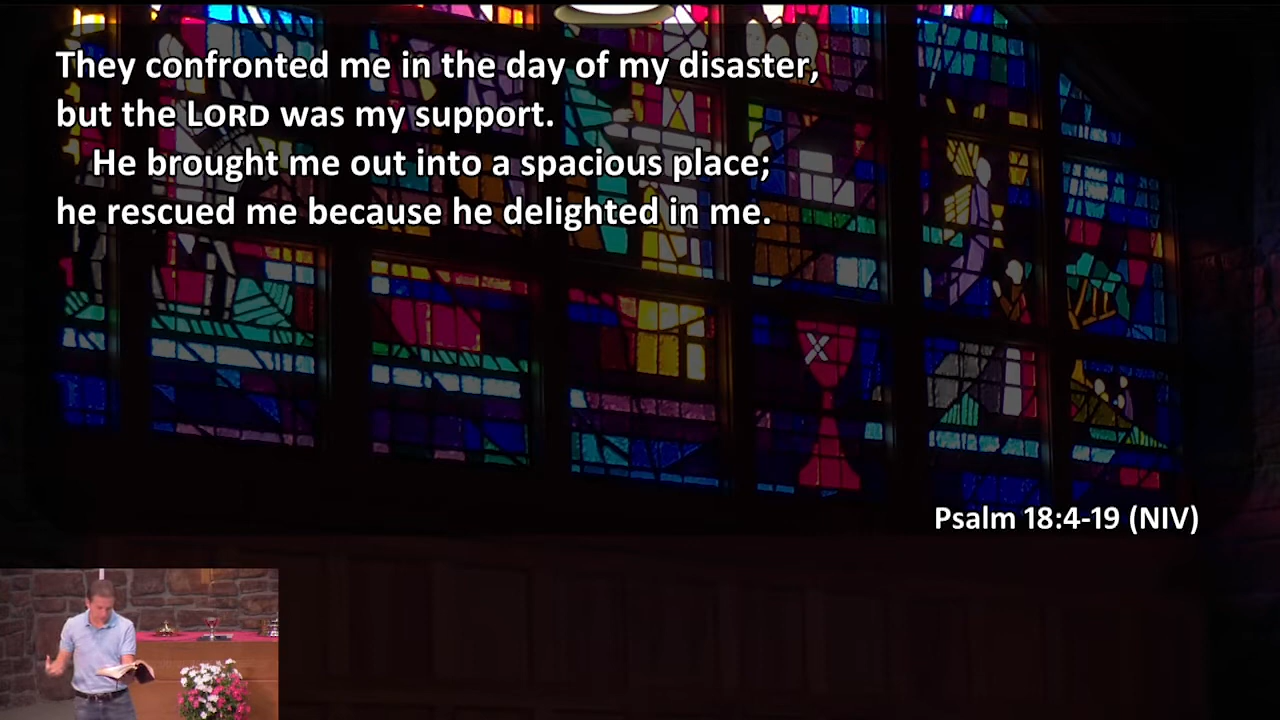 They confronted me in the day of my disaster,
but the LORD was my support.
He brought me out into a spacious place;
he rescued me because he delighted in me.
Psalm 18:4-19 (NIV)